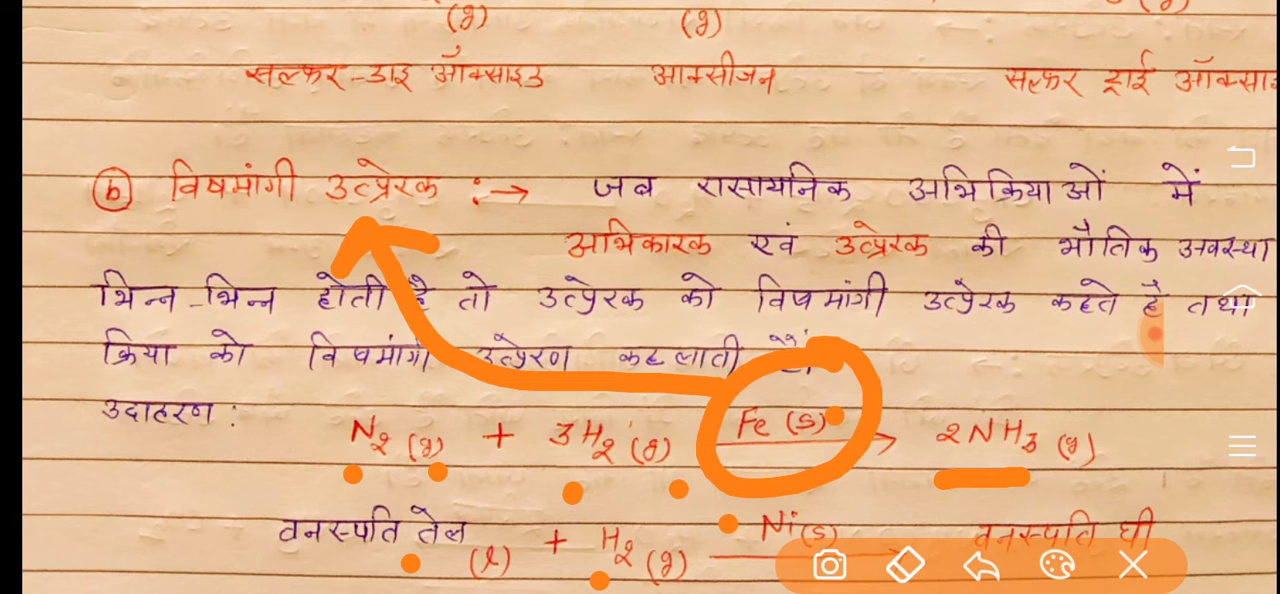 (g) (g)
सल्फर-डाइ ऑक्साइड आक्सीजन सल्फर ट्राई ऑक्सा
(b) विषमांगी उत्प्रेरक :→ जब रासायनिक अभिक्रियाओं में
अभिकारक एवं उत्प्रेरक की भौतिक अवस्था
भिन्न-भिन्न होती है तो उत्प्रेरक को विषमांगी उत्प्रेरक कहते है तथा
क्रिया को विषमांगी उत्प्रेरण कहलाती है।
उदाहरण:
N₂ (g) + 3H₂ (g) Fe (s) → 2NH₃ (g)
वनस्पति तेल (l) + H₂ (g) Ni(s) वनस्पति घी